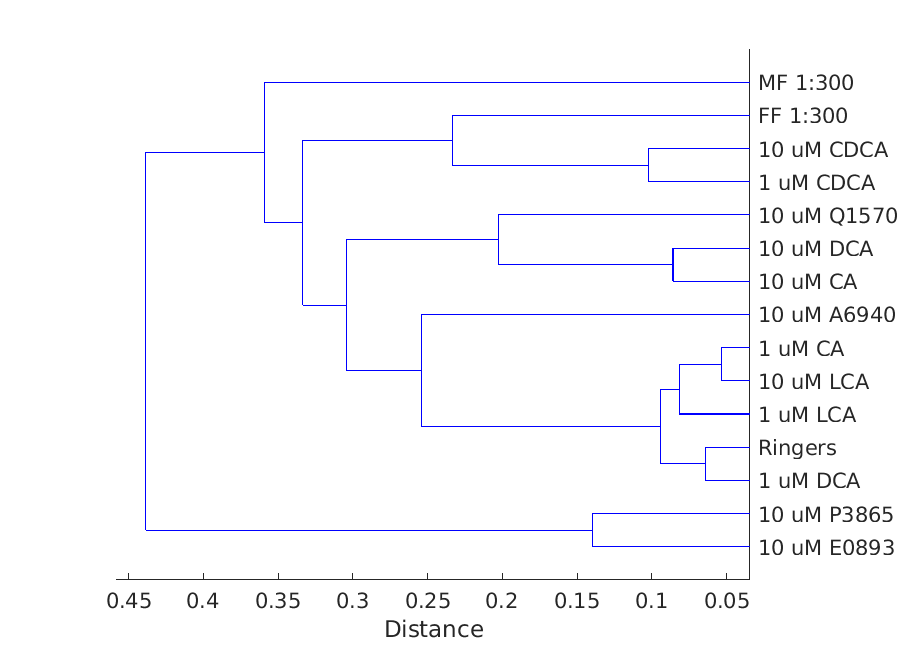 MF 1:300
FF 1:300
10 uM CDCA
1 uM CDCA
10 uM Q1570
10 uM DCA
10 uM CA
10 uM A6940
1 uM CA
10 uM LCA
1 uM LCA
Ringers
1 uM DCA
10 uM P3865
10 uM E0893
0.45 0.4 0.35 0.3 0.25 0.2 0.15 0.1 0.05
Distance